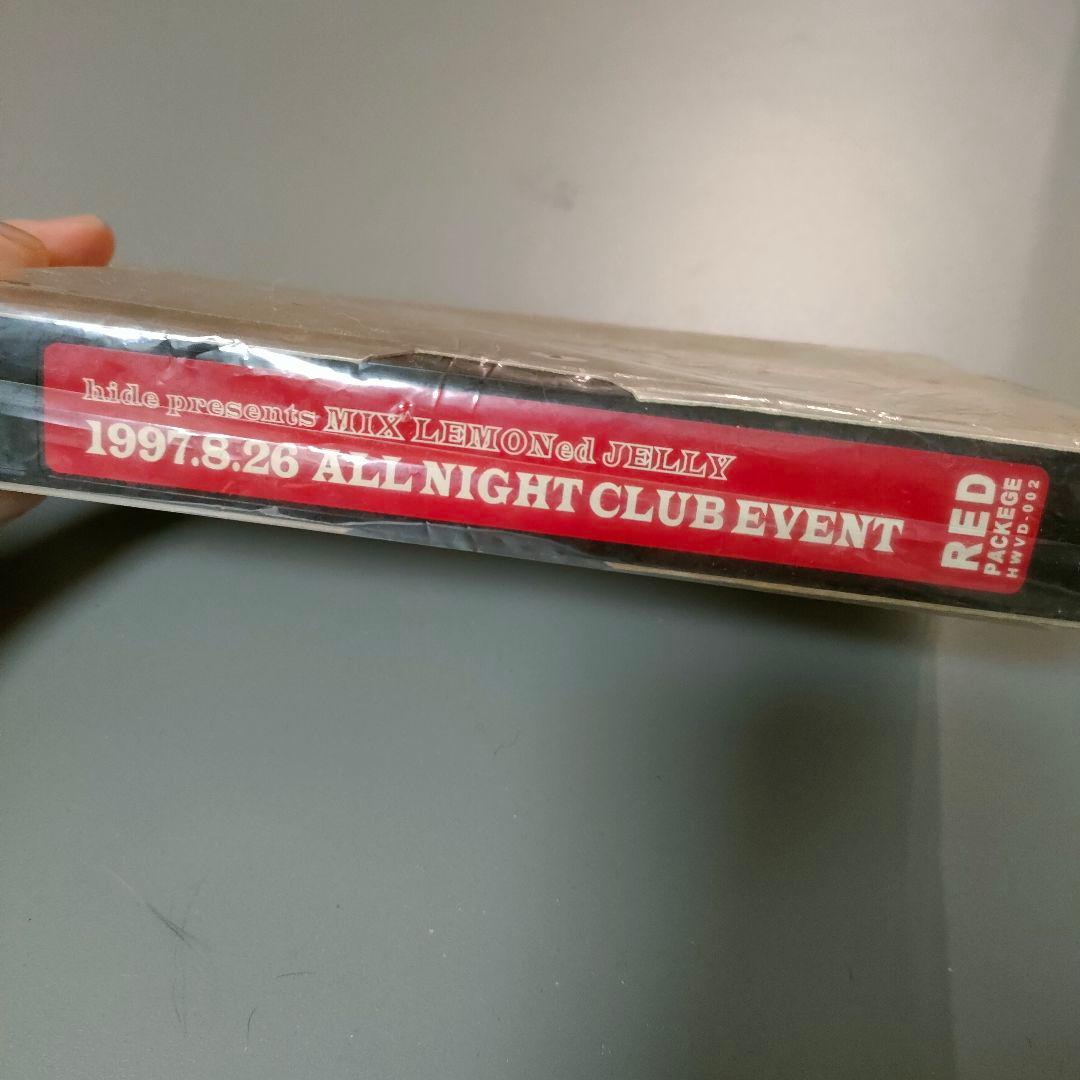 hide presents MIX LEMONed JELLY
1997.8.26 ALL NIGHT CLUB EVENT
RED
PACKEGE
HWVD-002